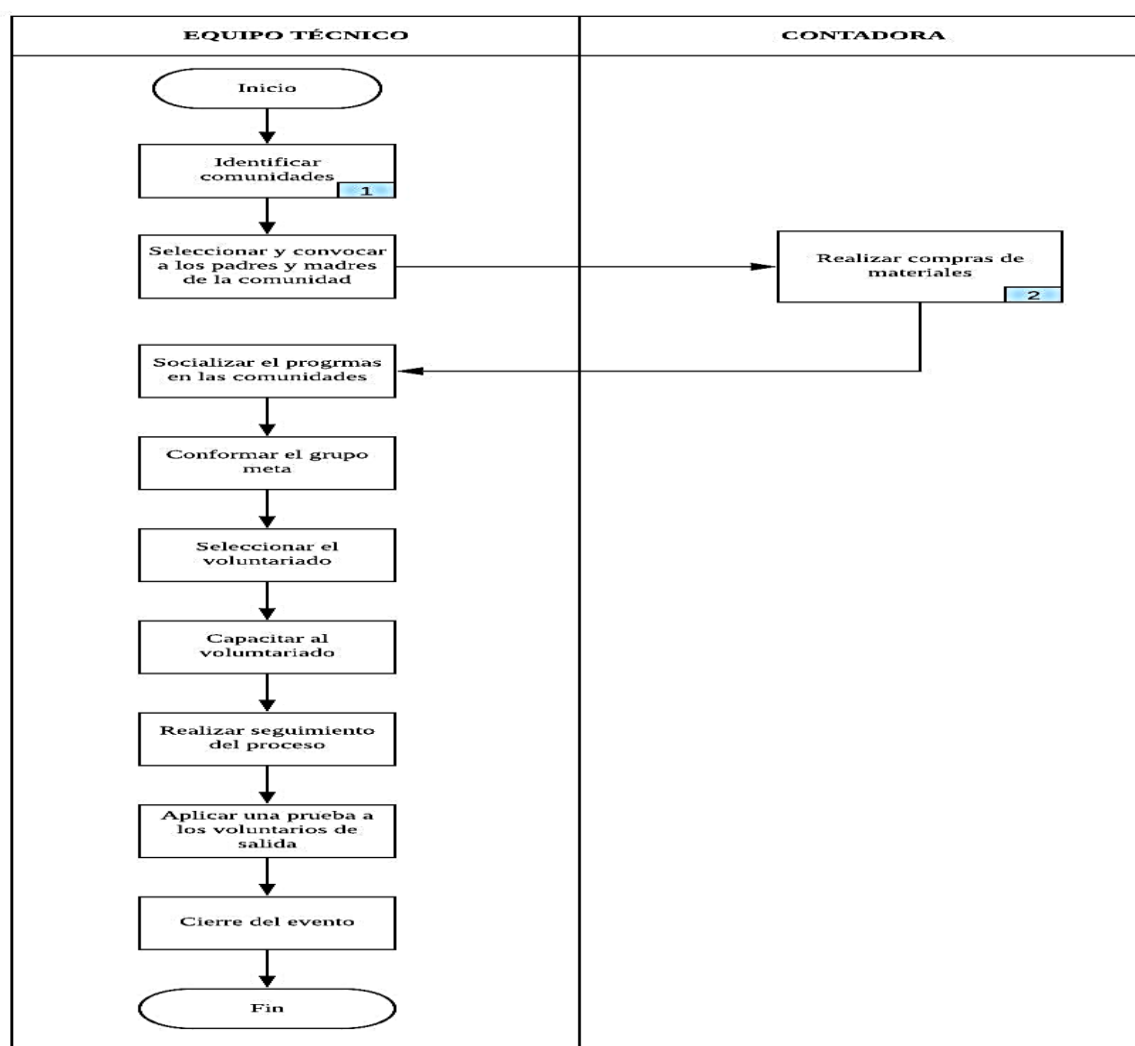 EQUIPO TÉCNICO
CONTADORA
Inicio
Identificar
comunidades
1
Seleccionar y convocar
a los padres y madres
de la comunidad
Realizar compras de
materiales
2
Socializar el progrmas
en las comunidades
Conformar el grupo
meta
Seleccionar el
voluntariado
Capacitar al
volumtariado
Realizar seguimiento
del proceso
Aplicar una prueba a
los voluntarios de
salida
Cierre del evento
Fin